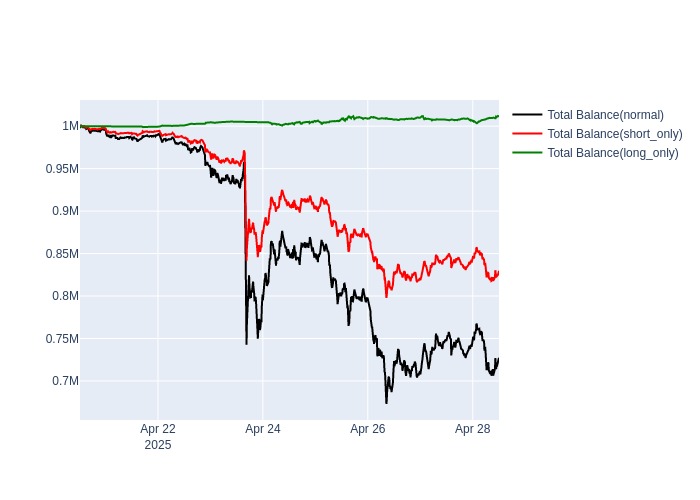 Total Balance(normal)
Total Balance(short_only)
Total Balance(long_only)
1M
0.95M
0.9M
0.85M
0.8M
0.75M
0.7M
Apr 22
2025
Apr 24
Apr 26
Apr 28